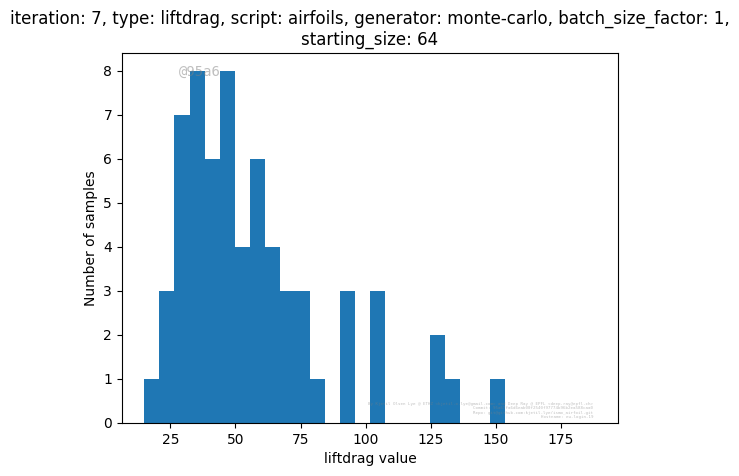 iteration: 7, type: liftdrag, script: airfoils, generator: monte-carlo, batch_size_factor: 1,
starting_size: 64
@95a6
8
7
6
5
4
3
2
1
0
Number of samples
25 50 75 100 125 150 175
liftdrag value